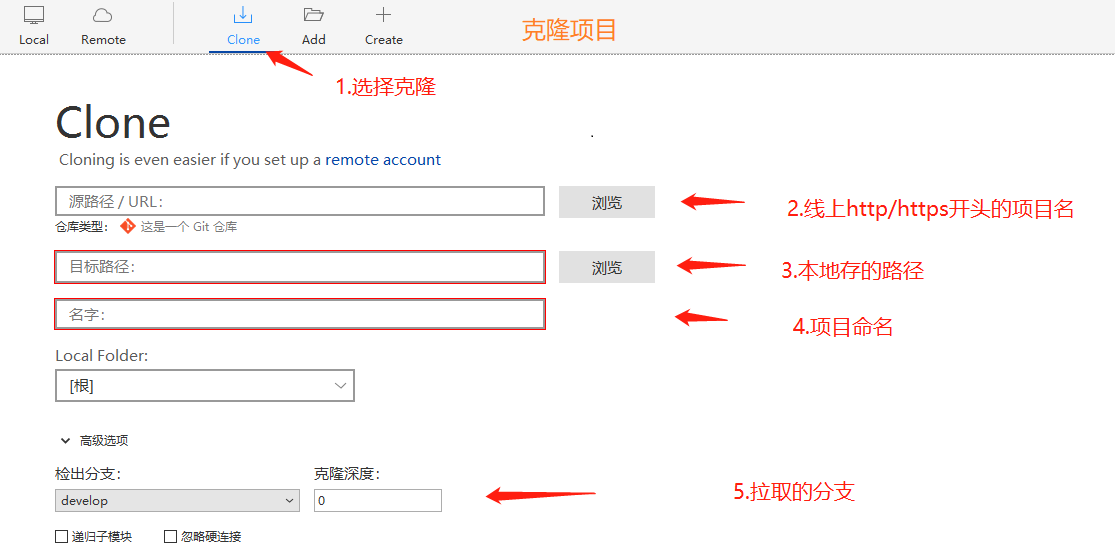 Local Remote Clone Add Create 克隆项目
1.选择克隆
Clone
Cloning is even easier if you set up a remote account
源路径 / URL: 浏览 2.线上http/https开头的项目名
仓库类型: 这是一个 Git 仓库
目标路径: 浏览 3.本地存的路径
名字: 4.项目命名
Local Folder:
[根]
高级选项
检出分支: 克隆深度:
develop 0 5.拉取的分支
递归子模块 忽略硬连接